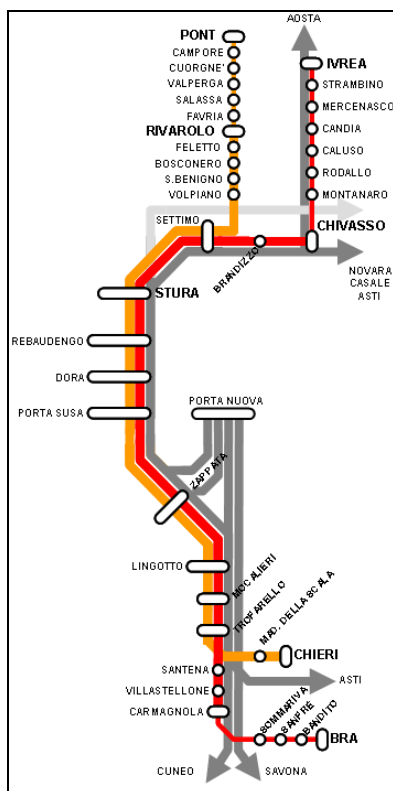 AOSTA
PONT
CAMPORE
CUORGNE'
VALPERGA
SALASSA
FAVRIA
RIVAROLO
FELETTO
BOSCONERO
S.BENIGNO
VOLPIANO
IVREA
STRAMBINO
MERCENASCO
CANDIA
CALUSO
RODALLO
MONTANARO
CHIVASSO
SETTIMO
BRANDIZZO
NOVARA
CASALE
ASTI
STURA
REBAUDENGO
DORA
PORTA SUSA
PORTA NUOVA
ZAPPATA
LINGOTTO
MOCALIERI
TROFARELLO
MAD. DELLA SCALA
CHIERI
SANTENA
VILLASTELLONE
CARMAGNOLA
ASTI
SOMMARIVA
SANFRE
BANDITO
BRA
CUNEO
SAVONA